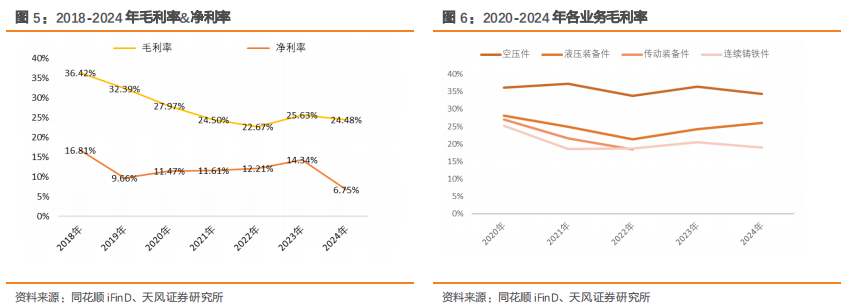 图 5：2018-2024 年毛利率&净利率
毛利率
净利率
40%
35%
30%
25%
20%
15%
10%
5%
0%
36.42%
32.39%
27.97%
24.50%
22.67%
25.63%
24.48%
16.81%
9.66%
11.47%
11.61%
12.21%
14.34%
6.75%
2018年
2019年
2020年
2021年
2022年
2023年
2024年
资料来源：同花顺 iFinD、天风证券研究所
图 6：2020-2024 年各业务毛利率
空压件
液压装备件
传动装备件
连续铸铁件
40%
35%
30%
25%
20%
15%
10%
5%
0%
2020年
2021年
2022年
2023年
2024年
资料来源：同花顺 iFinD、天风证券研究所